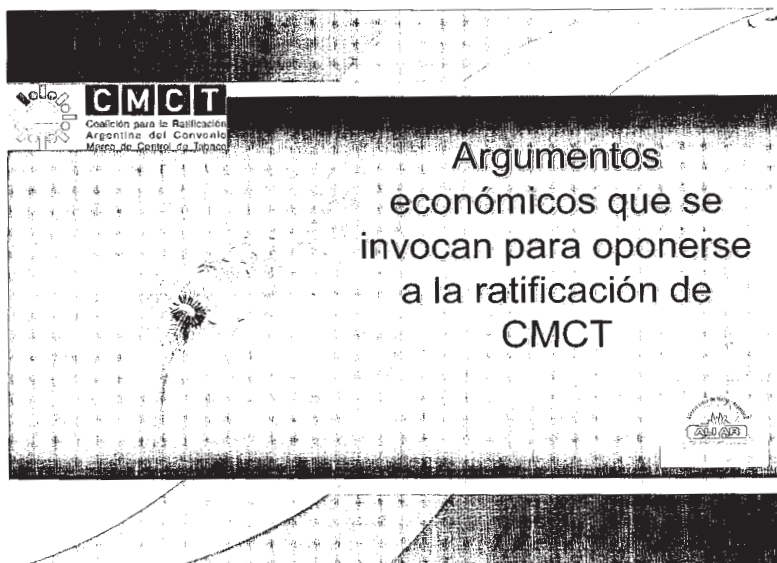 CMCT
Coalición para la Ratificación
Argentina del Convenio
Marco de Control de Tabaco
Argumentos
económicos que se
invocan para oponerse
a la ratificación de
CMCT
ALIAR